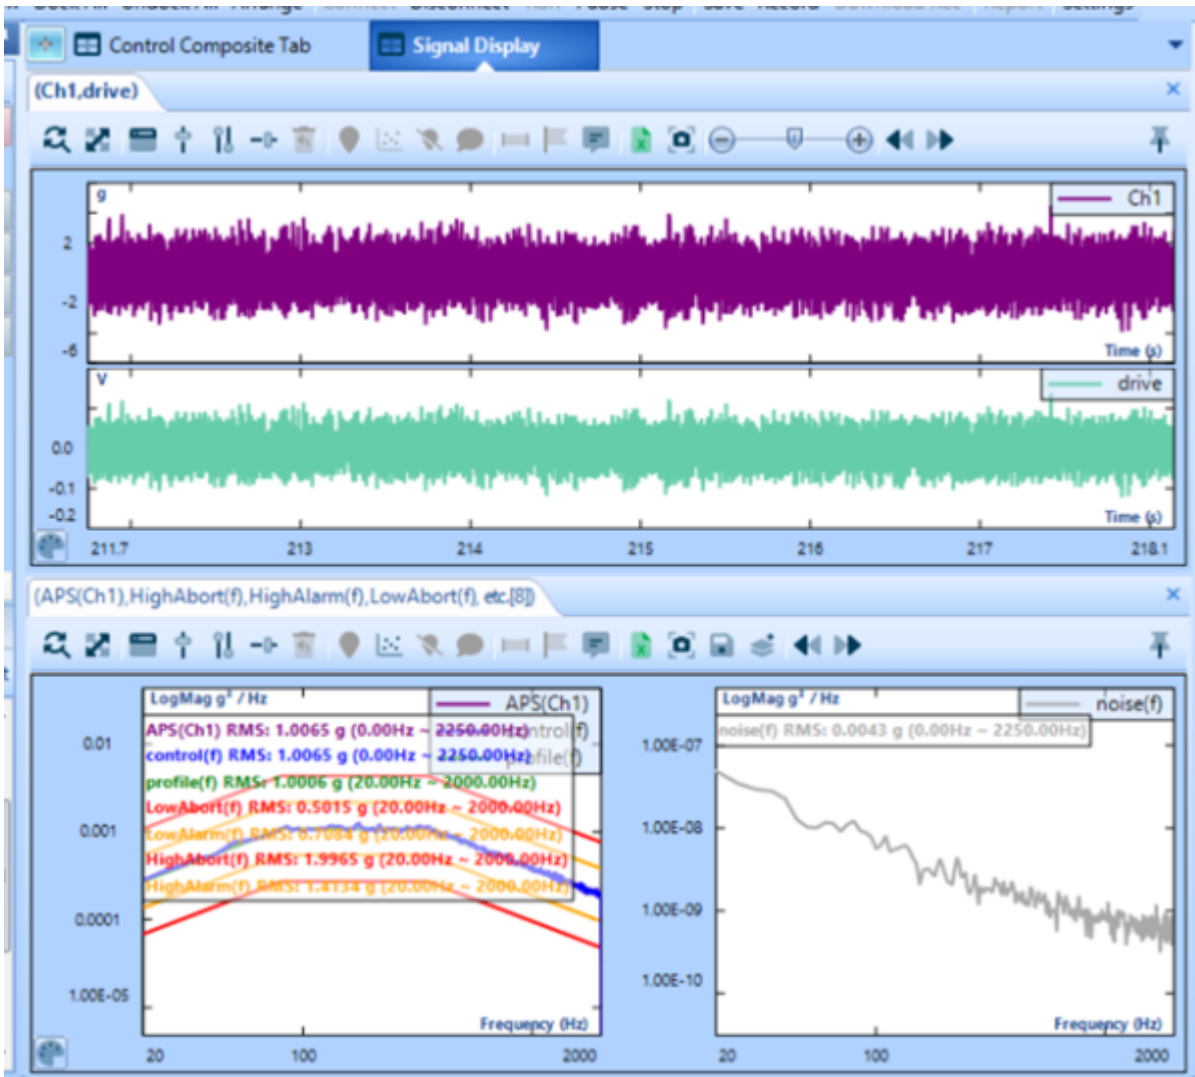 Control Composite Tab
Signal Display
(Ch1,drive)
g
Ch1
2
-2
-6
Time (s)
V
drive
0.0
-0.1
-0.2
Time (s)
211.7 213 214 215 216 217 218.1
(APS(Ch1),HighAbort(f),HighAlarm(f),LowAbort(f), etc.[8])
LogMag g² / Hz
APS(Ch1)
control(f)
profile(f)
APS(Ch1) RMS: 1.0065 g (0.00Hz ~ 2250.00Hz)
control(f) RMS: 1.0065 g (0.00Hz ~ 2250.00Hz)
profile(f) RMS: 1.0006 g (20.00Hz ~ 2000.00Hz)
LowAbort(f) RMS: 0.5015 g (20.00Hz ~ 2000.00Hz)
LowAlarm(f) RMS: 0.7084 g (20.00Hz ~ 2000.00Hz)
HighAbort(f) RMS: 1.9965 g (20.00Hz ~ 2000.00Hz)
HighAlarm(f) RMS: 1.4134 g (20.00Hz ~ 2000.00Hz)
0.01
0.001
0.0001
1.00E-05
Frequency (Hz)
20 100 2000
LogMag g² / Hz
noise(f)
noise(f) RMS: 0.0043 g (0.00Hz ~ 2250.00Hz)
1.00E-07
1.00E-08
1.00E-09
1.00E-10
Frequency (Hz)
20 100 2000